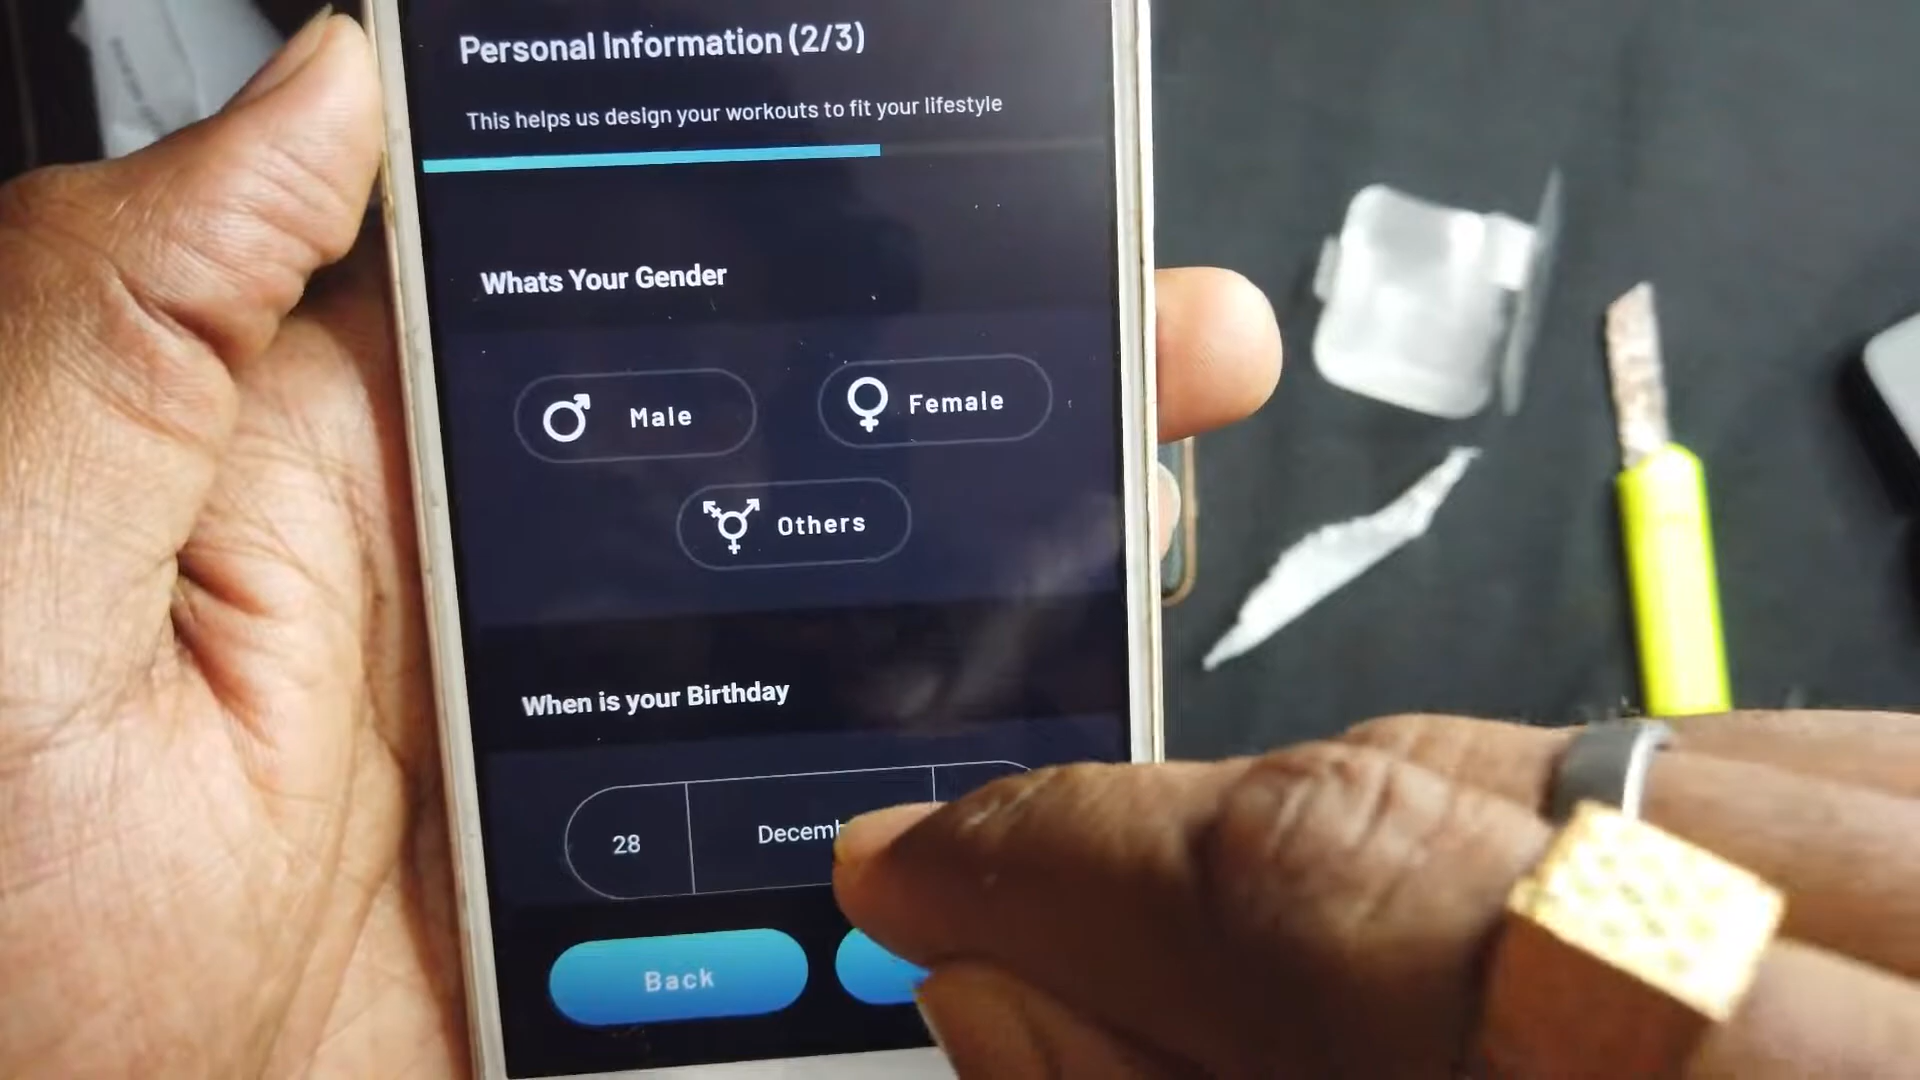 Personal Information (2/3)
This helps us design your workouts to fit your lifestyle
Whats Your Gender
Male
Female
Others
When is your Birthday
28
Decemb
Back